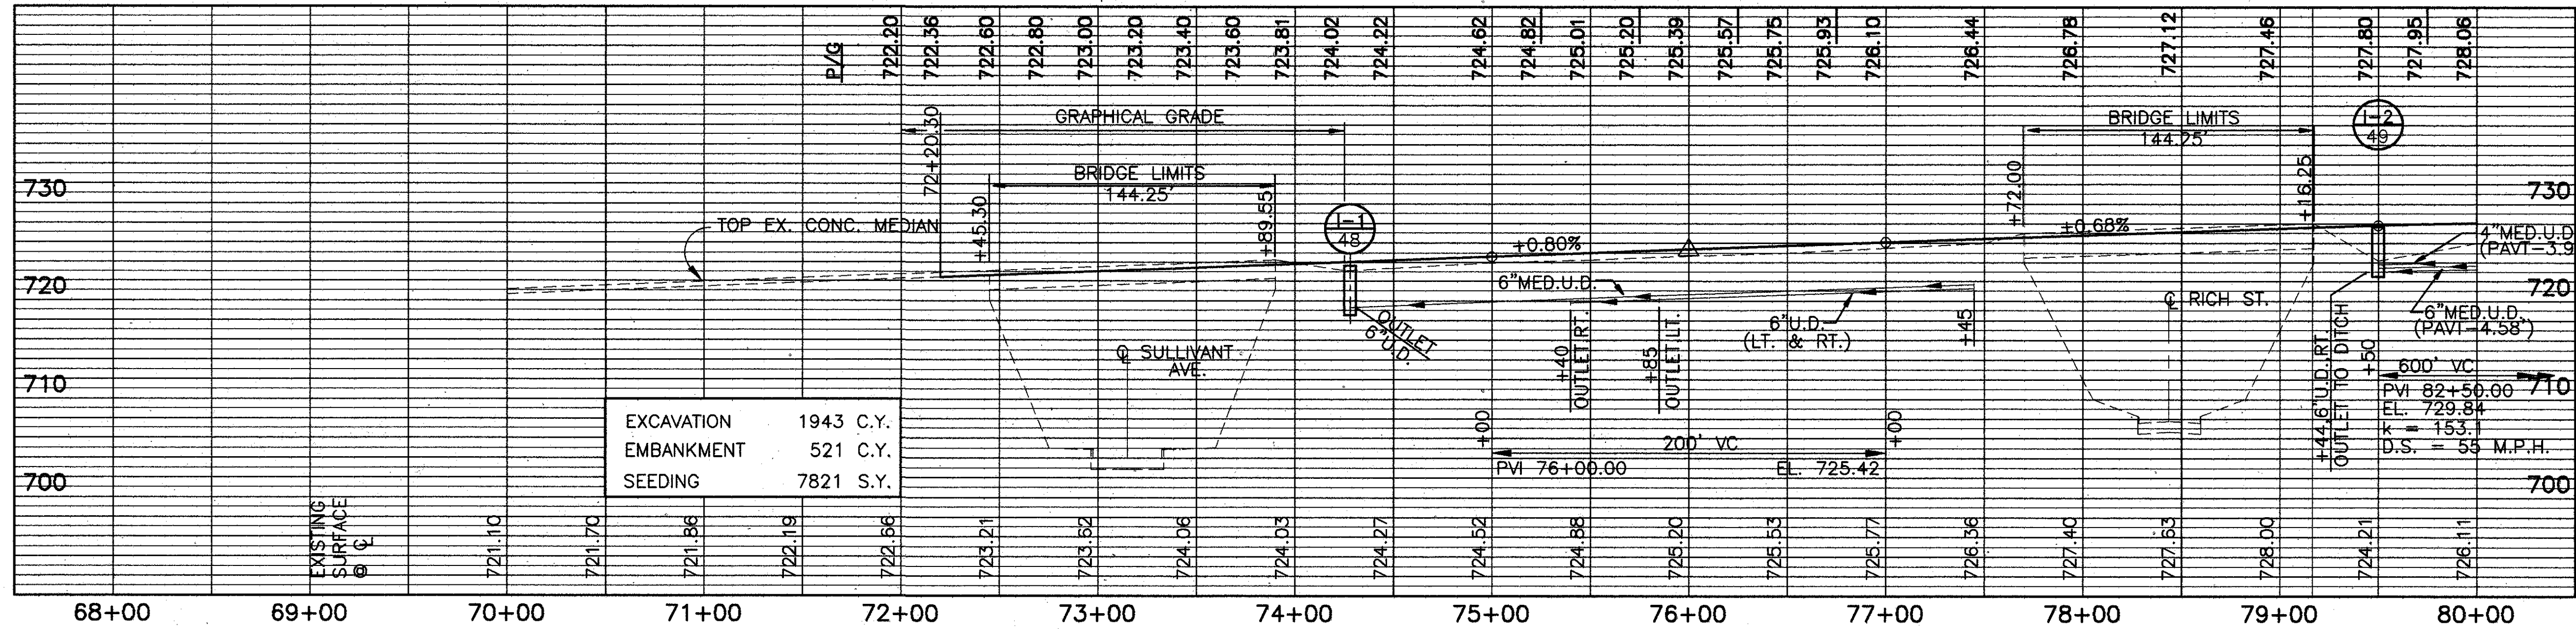 P/G
722.20
722.36
722.60
722.80
723.00
723.20
723.40
723.60
723.81
724.02
724.22
724.62
724.82
725.01
725.20
725.39
725.57
725.75
725.93
726.10
726.44
726.78
727.12
727.46
727.80
727.95
728.06
GRAPHICAL GRADE
72+20.30
BRIDGE LIMITS
144.25'
+45.30
+89.55
I-1
48
TOP EX. CONC. MEDIAN
BRIDGE LIMITS
144.25'
+72.00
+16.25
I-2
49
730
730
720
720
710
710
700
700
+0.80%
+0.68%
6"MED.U.D.
6"U.D.
(LT. & RT.)
OUTLET
6"U.D.
+40
OUTLET RT.
+85
OUTLET LT.
+45
4"MED.U.D
(PAVT-3.9
6"MED.U.D.
(PAVT-4.58')
℄ SULLIVANT
AVE.
℄ RICH ST.
+44,6"U.D.,RT.
OUTLET TO DITCH
+50
600' VC
PVI 82+50.00
EL. 729.84
k = 153.1
D.S. = 55 M.P.H.
+00
200' VC
+00
PVI 76+00.00
EL. 725.42
EXCAVATION 1943 C.Y.
EMBANKMENT 521 C.Y.
SEEDING 7821 S.Y.
EXISTING
SURFACE
@ ℄
721.10
721.70
721.86
722.19
722.66
723.21
723.62
724.06
724.03
724.27
724.52
724.88
725.20
725.53
725.77
726.36
727.40
727.63
728.00
724.21
726.11
68+00
69+00
70+00
71+00
72+00
73+00
74+00
75+00
76+00
77+00
78+00
79+00
80+00